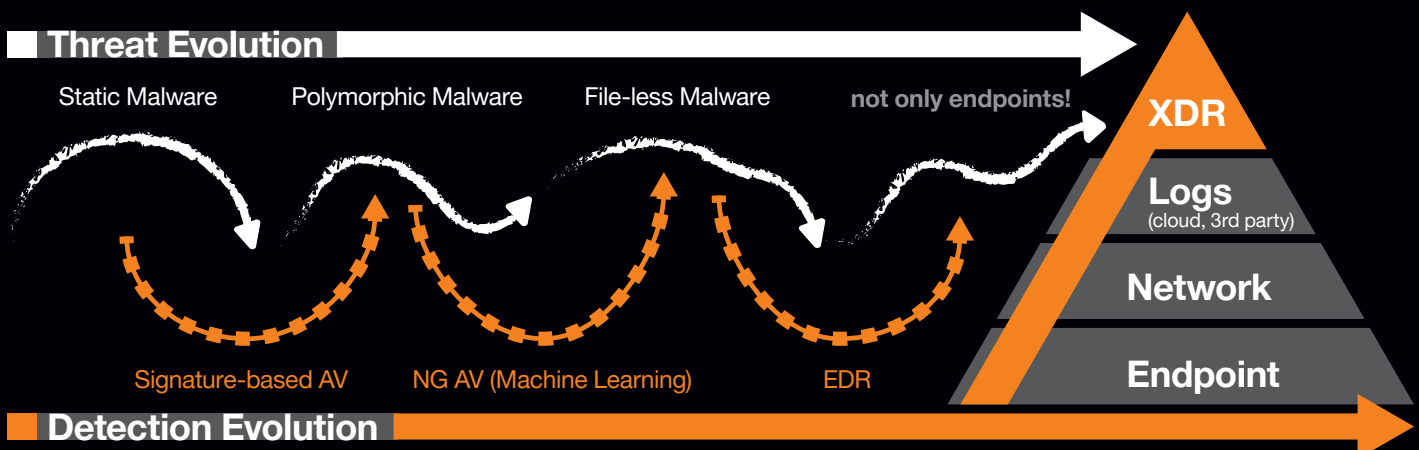 Threat Evolution
Static Malware
Polymorphic Malware
File-less Malware
not only endpoints!
XDR
Logs
(cloud, 3rd party)
Network
Endpoint
Signature-based AV
NG AV (Machine Learning)
EDR
Detection Evolution